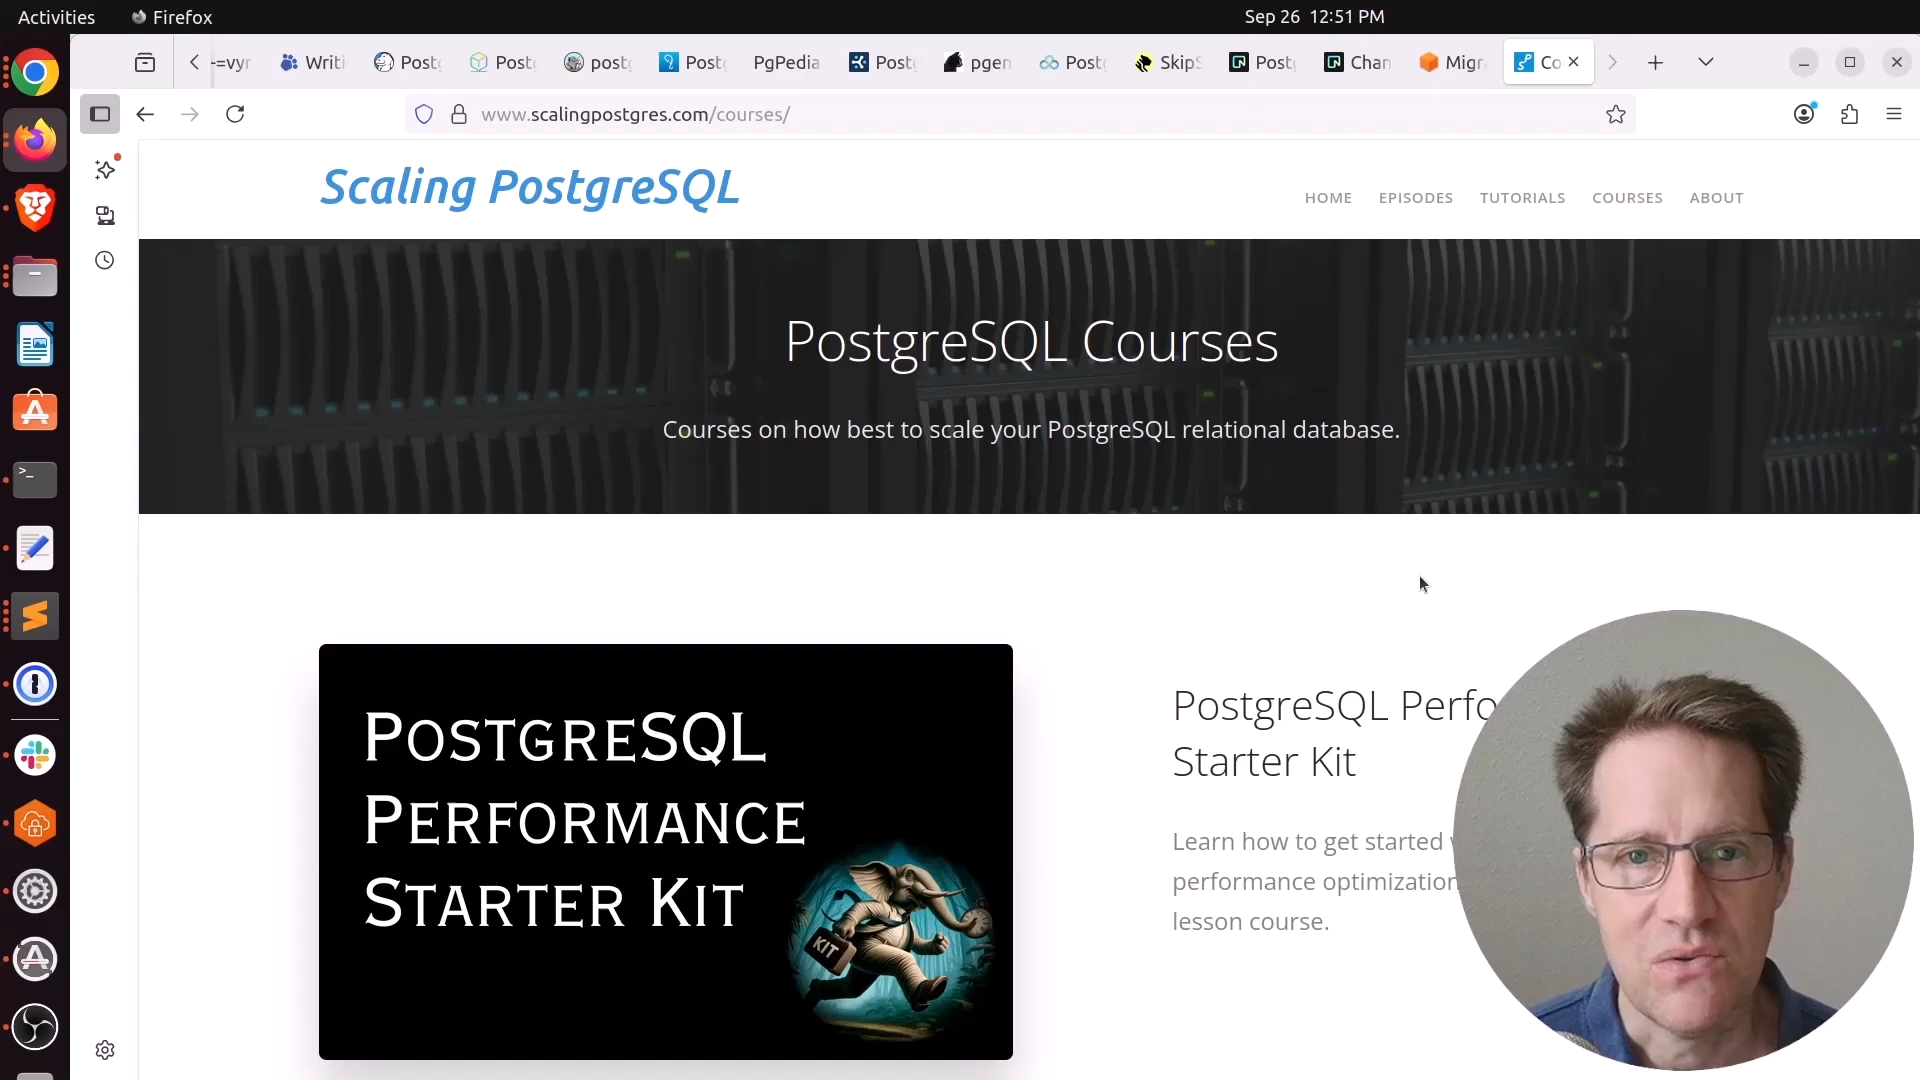 Activities Firefox Sep 26 12:51 PM
Writi Post Post post Post PgPedia Post pgen Post Skip Post Chan Migr Co
www.scalingpostgres.com/courses/
Scaling PostgreSQL
HOME EPISODES TUTORIALS COURSES ABOUT
PostgreSQL Courses
Courses on how best to scale your PostgreSQL relational database.
POSTGRESQL
PERFORMANCE
STARTER KIT
KIT
PostgreSQL Perfo
Starter Kit
Learn how to get started
performance optimization
lesson course.